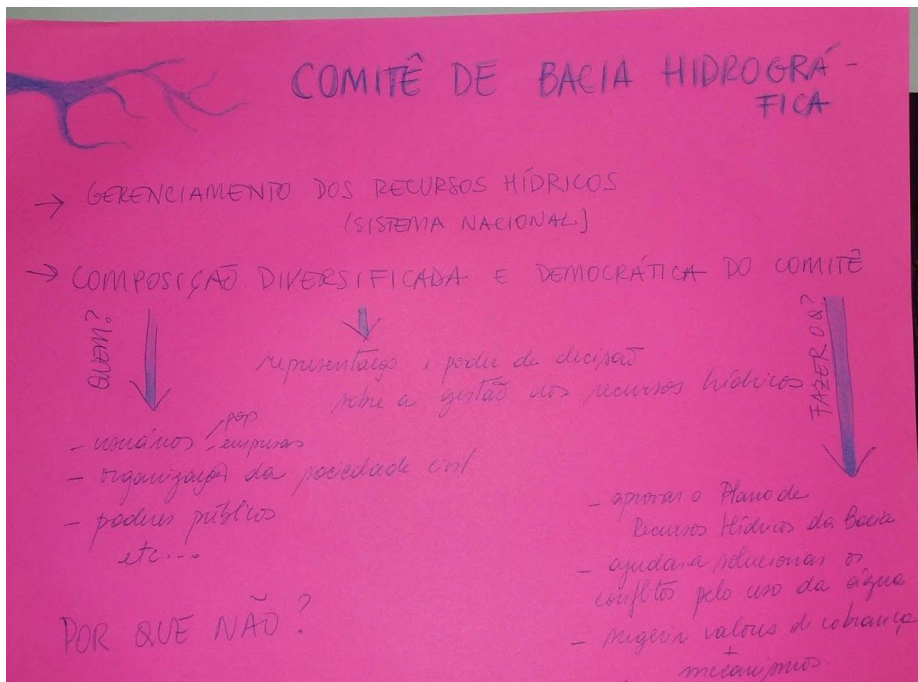 COMITÊ DE BACIA HIDROGRÁ-
FICA
→ GERENCIAMENTO DOS RECURSOS HÍDRICOS
(SISTEMA NACIONAL)
→ COMPOSIÇÃO DIVERSIFICADA E DEMOCRÁTICA DO COMITÊ
QUEM?
- usuários pop
empresas
- organização da sociedade civil
- poderes públicos
etc...
representação e poder de decisão
sobre a gestão dos recursos hídricos
FAZER O Q?
- aprovar o Plano de
Recursos Hídricos da Bacia
- ajudar a solucionar os
conflitos pelo uso da água
- sugerir valores d cobrança
+
mecanismos.
POR QUE NÃO?